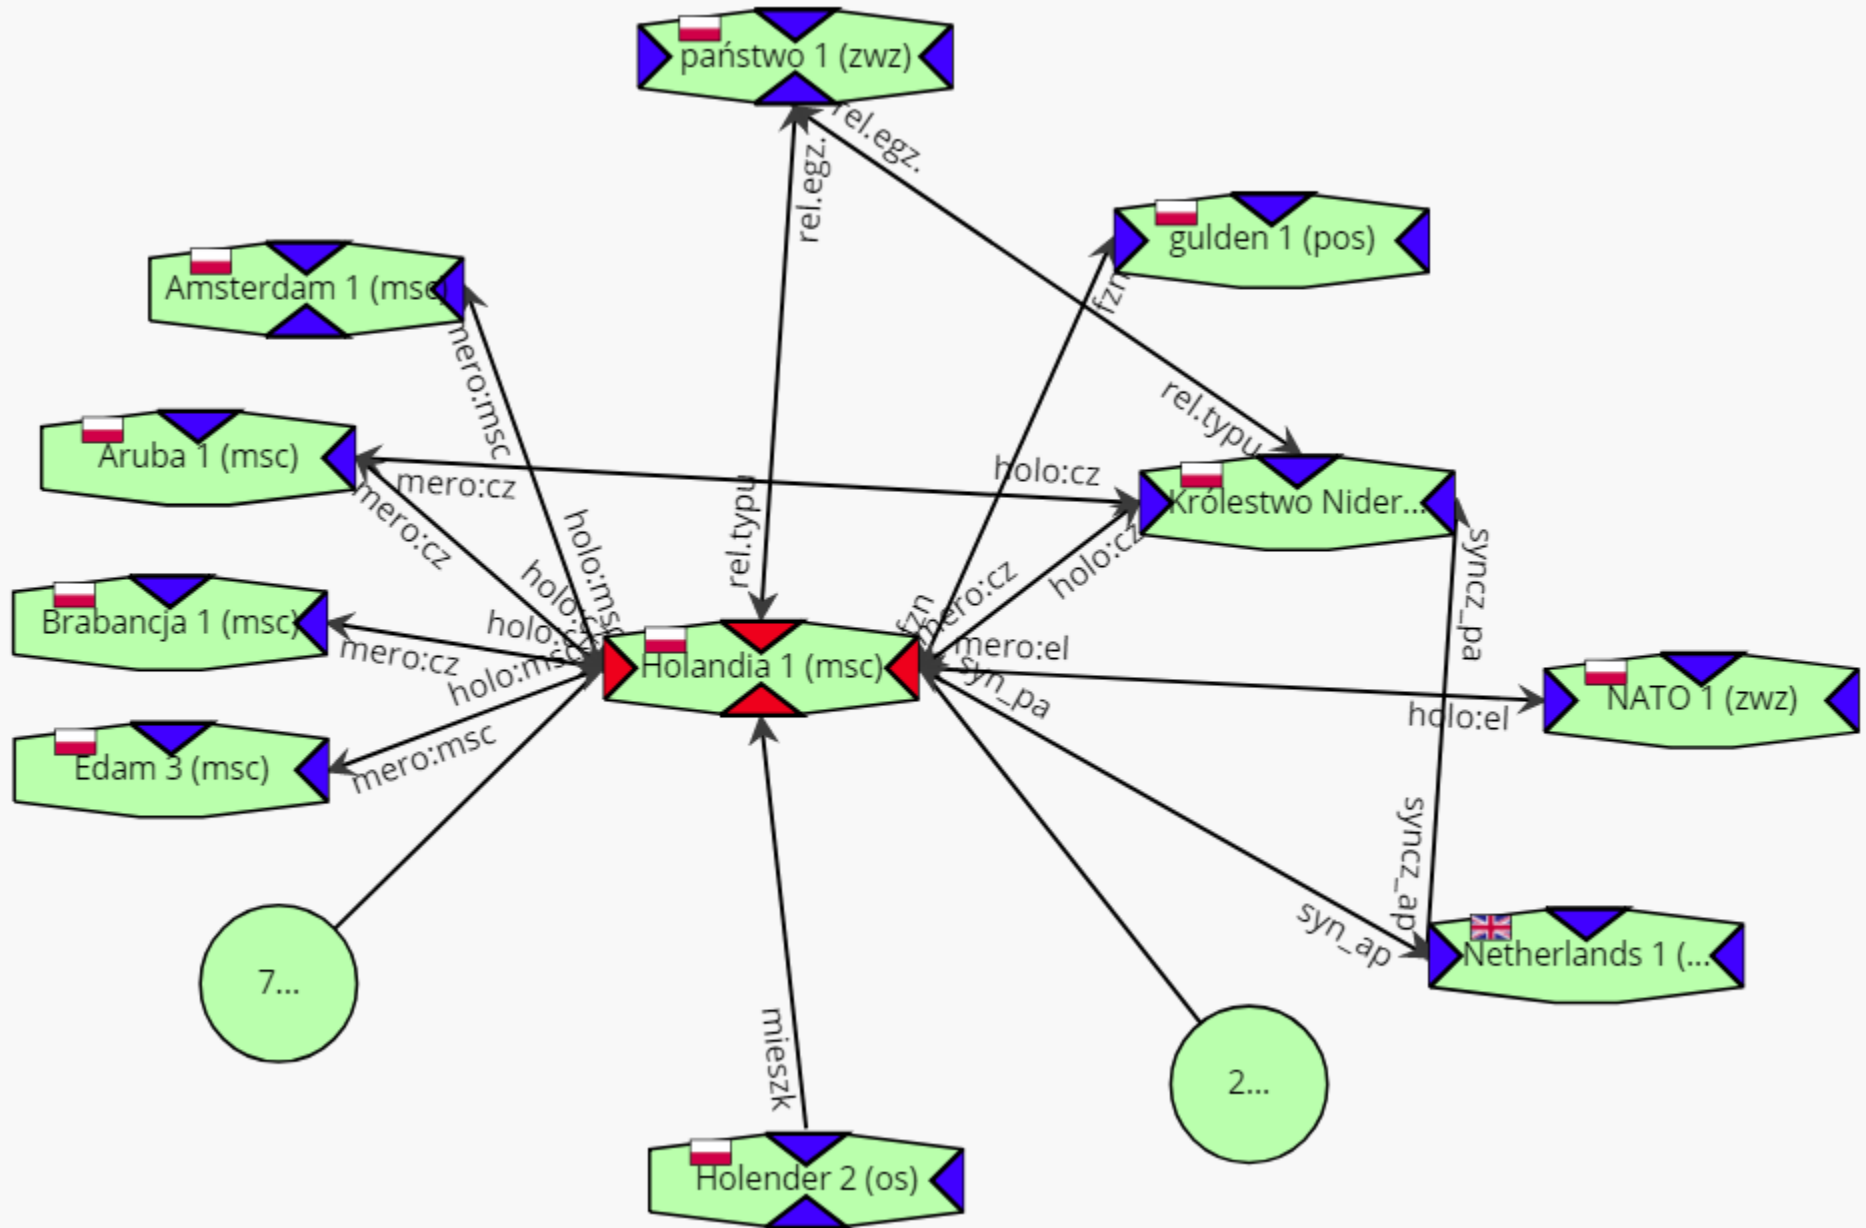 państwo 1 (zwz)
rel.egz.
rel.egz.
gulden 1 (pos)
fzn
Amsterdam 1 (msc)
mero:msc
rel.typu
Aruba 1 (msc)
mero:cz
holo:cz
Królestwo Nider...
mero:cz
rel.typu
holo:msc
holo:cz
syncz_pa
holo:cz
mero:cz
fzn
Brabancja 1 (msc)
holo:cz
mero:cz
mero:el
holo:msc
Holandia 1 (msc)
syn_pa
NATO 1 (zwz)
holo:el
Edam 3 (msc)
mero:msc
syncz_ap
syn_ap
Netherlands 1 (...
7...
2...
mieszk
Holender 2 (os)